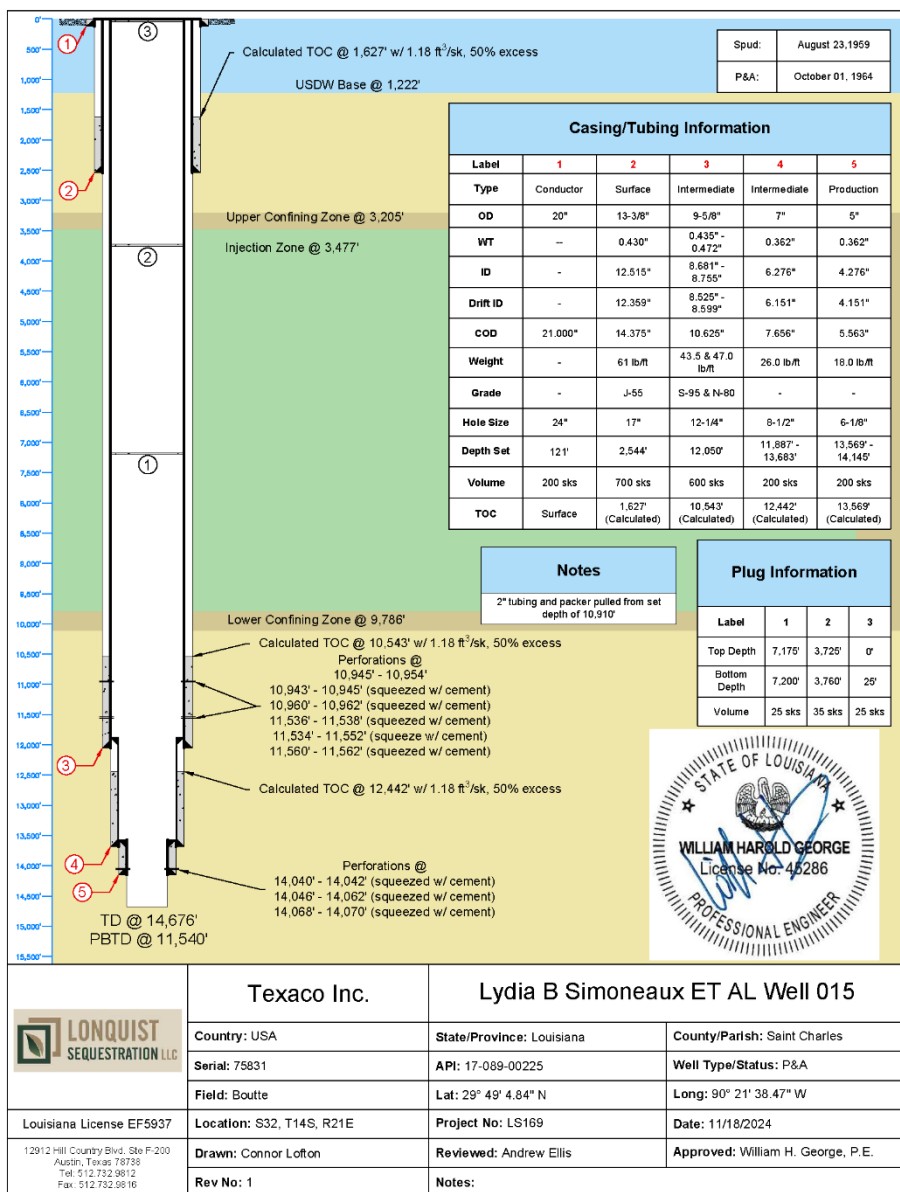 0'
500'
1,000'
1,500'
2,000'
2,500'
3,000'
3,500'
4,000'
4,500'
5,000'
5,500'
6,000'
6,500'
7,000'
7,500'
8,000'
8,500'
9,000'
9,500'
10,000'
10,500'
11,000'
11,500'
12,000'
12,500'
13,000'
13,500'
14,000'
14,500'
15,000'
15,500'
1
3
Calculated TOC @ 1,627' w/ 1.18 ft³/sk, 50% excess
USDW Base @ 1,222'
2
Upper Confining Zone @ 3,205'
Injection Zone @ 3,477'
2
1
Lower Confining Zone @ 9,786'
Calculated TOC @ 10,543' w/ 1.18 ft³/sk, 50% excess
Perforations @
10,945' - 10,954'
10,943' - 10,945' (squeezed w/ cement)
10,960' - 10,962' (squeezed w/ cement)
11,536' - 11,538' (squeezed w/ cement)
11,534' - 11,552' (squeeze w/ cement)
11,560' - 11,562' (squeezed w/ cement)
3
Calculated TOC @ 12,442' w/ 1.18 ft³/sk, 50% excess
4
5
Perforations @
14,040' - 14,042' (squeezed w/ cement)
14,046' - 14,062' (squeezed w/ cement)
14,068' - 14,070' (squeezed w/ cement)
TD @ 14,676'
PBTD @ 11,540'
Spud: August 23,1959
P&A: October 01, 1964
Casing/Tubing Information
Label 1 2 3 4 5
Type Conductor Surface Intermediate Intermediate Production
OD 20" 13-3/8" 9-5/8" 7" 5"
WT -- 0.430" 0.435" - 0.472" 0.362" 0.362"
ID - 12.515" 8.681" - 8.755" 6.276" 4.276"
Drift ID - 12.359" 8.525" - 8.599" 6.151" 4.151"
COD 21.000" 14.375" 10.625" 7.656" 5.563"
Weight - 61 lb/ft 43.5 & 47.0 lb/ft 26.0 lb/ft 18.0 lb/ft
Grade - J-55 S-95 & N-80 - -
Hole Size 24" 17" 12-1/4" 8-1/2" 6-1/8"
Depth Set 121' 2,544' 12,050' 11,887' - 13,683' 13,569' - 14,145'
Volume 200 sks 700 sks 600 sks 200 sks 200 sks
TOC Surface 1,627' (Calculated) 10,543' (Calculated) 12,442' (Calculated) 13,569' (Calculated)
Notes
2" tubing and packer pulled from set
depth of 10,910'
Plug Information
Label 1 2 3
Top Depth 7,175' 3,725' 0'
Bottom Depth 7,200' 3,760' 25'
Volume 25 sks 35 sks 25 sks
STATE OF LOUISIANA
WILLIAM HAROLD GEORGE
License No. 45286
PROFESSIONAL ENGINEER
LONQUIST
SEQUESTRATION LLC
Louisiana License EF5937
12912 Hill Country Blvd. Ste F-200
Austin, Texas 78738
Tel: 512.732.9812
Fax: 512.732.9816
Texaco Inc.
Lydia B Simoneaux ET AL Well 015
Country: USA
State/Province: Louisiana
County/Parish: Saint Charles
Serial: 75831
API: 17-089-00225
Well Type/Status: P&A
Field: Boutte
Lat: 29° 49' 4.84" N
Long: 90° 21' 38.47" W
Location: S32, T14S, R21E
Project No: LS169
Date: 11/18/2024
Drawn: Connor Lofton
Reviewed: Andrew Ellis
Approved: William H. George, P.E.
Rev No: 1
Notes: